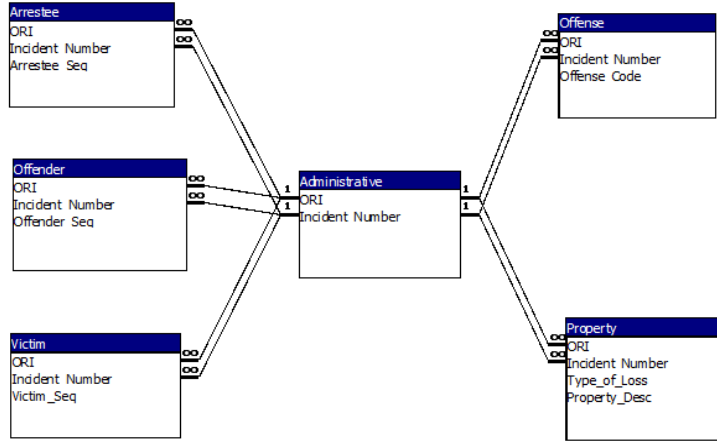 Arrestee
ORI
Incident Number
Arrestee Seq
Offender
ORI
Incident Number
Offender Seq
Victim
ORI
Incident Number
Victim_Seq
Administrative
ORI
Incident Number
Offense
ORI
Incident Number
Offense Code
Property
ORI
Incident Number
Type_of_Loss
Property_Desc
∞
∞
∞
∞
∞
∞
1
1
1
1
∞
∞
∞
∞